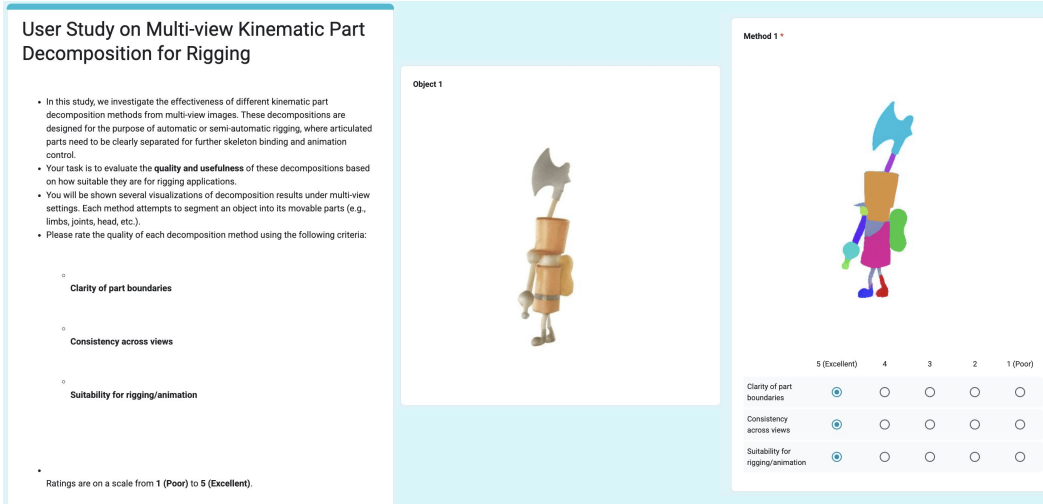 User Study on Multi-view Kinematic Part
Decomposition for Rigging
In this study, we investigate the effectiveness of different kinematic part
decomposition methods from multi-view images. These decompositions are
designed for the purpose of automatic or semi-automatic rigging, where articulated
parts need to be clearly separated for further skeleton binding and animation
control.
Your task is to evaluate the quality and usefulness of these decompositions based
on how suitable they are for rigging applications.
You will be shown several visualizations of decomposition results under multi-view
settings. Each method attempts to segment an object into its movable parts (e.g.,
limbs, joints, head, etc.).
Please rate the quality of each decomposition method using the following criteria:
Clarity of part boundaries
Consistency across views
Suitability for rigging/animation
Ratings are on a scale from 1 (Poor) to 5 (Excellent).
Object 1
Method 1 *
5 (Excellent) 4 3 2 1 (Poor)
Clarity of part
boundaries
Consistency
across views
Suitability for
rigging/animation